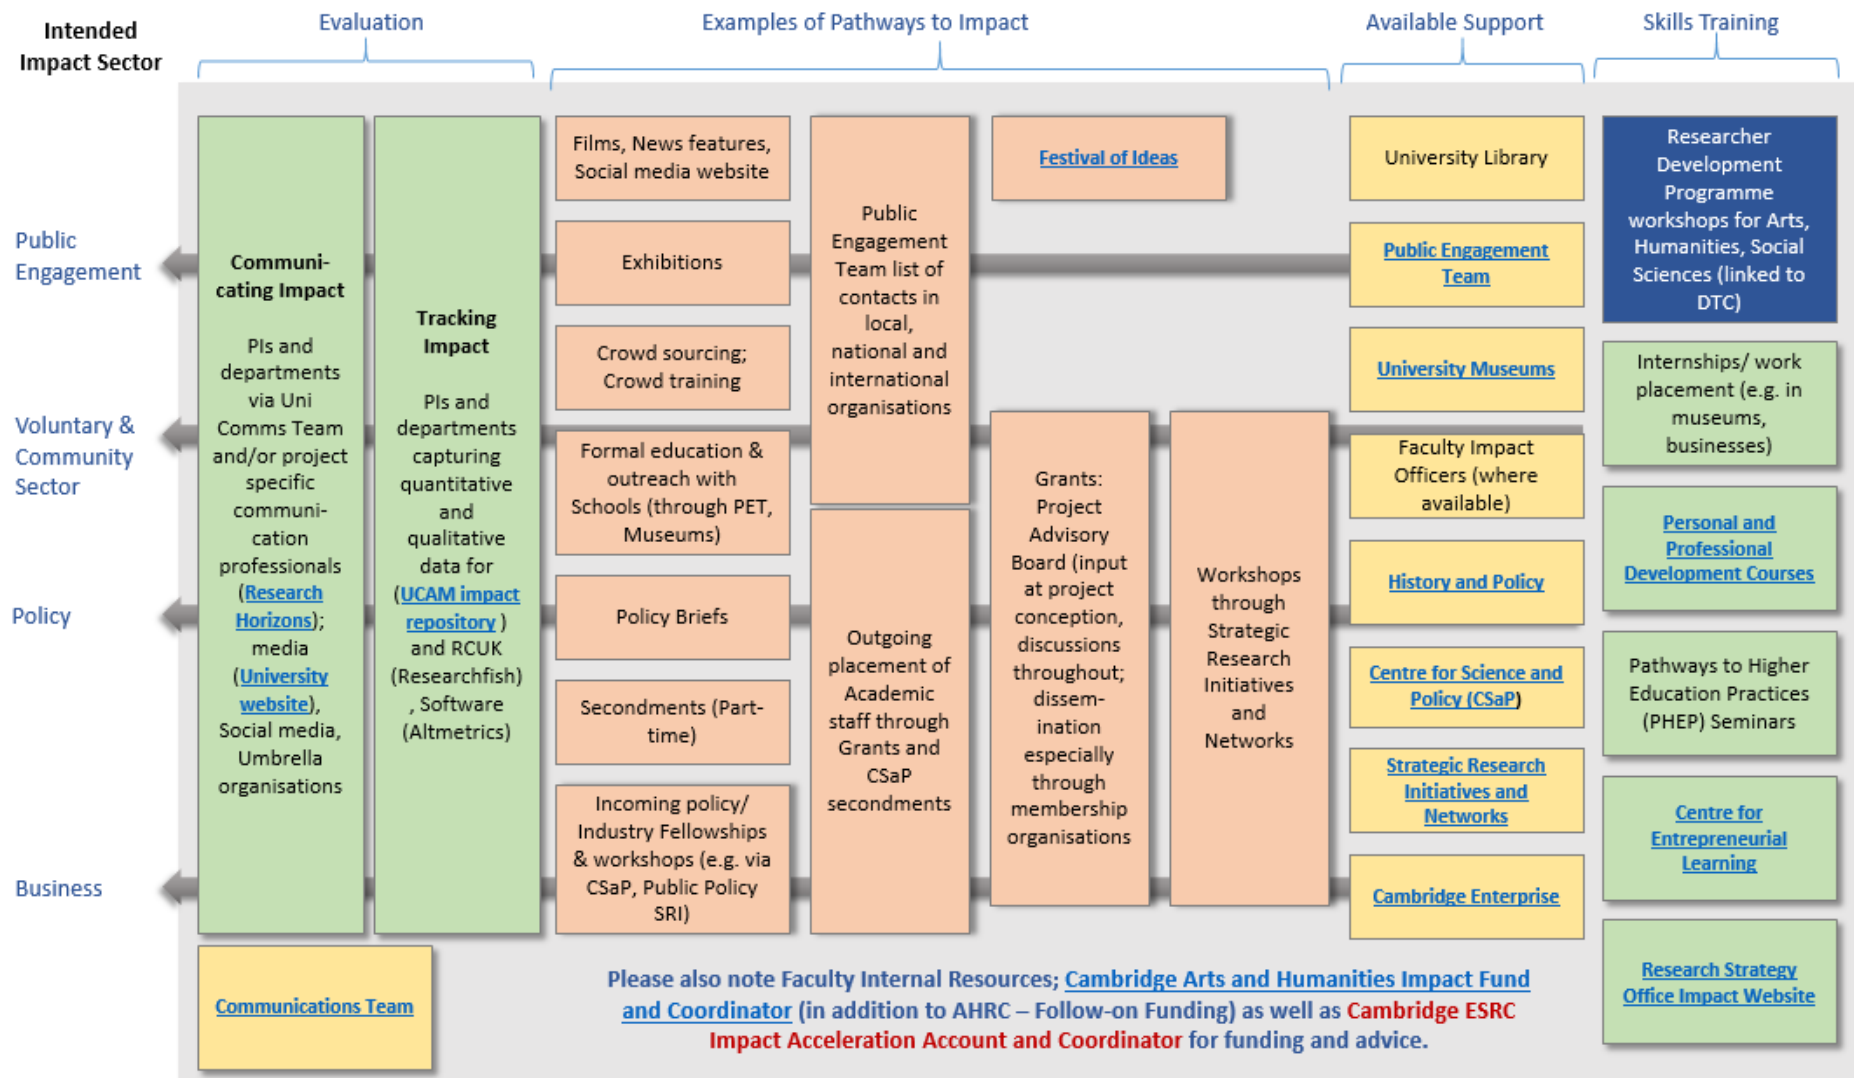 Intended
Impact Sector
Evaluation
Examples of Pathways to Impact
Available Support
Skills Training
Public
Engagement
Voluntary &
Community
Sector
Policy
Business
Communi-
cating Impact
PIs and
departments
via Uni
Comms Team
and/or project
specific
communi-
cation
professionals
(Research
Horizons);
media
(University
website),
Social media,
Umbrella
organisations
Tracking
Impact
PIs and
departments
capturing
quantitative
and
qualitative
data for
(UCAM impact
repository )
and RCUK
(Researchfish)
, Software
(Altmetrics)
Films, News features,
Social media website
Exhibitions
Crowd sourcing;
Crowd training
Formal education &
outreach with
Schools (through PET,
Museums)
Policy Briefs
Secondments (Part-
time)
Incoming policy/
Industry Fellowships
& workshops (e.g. via
CSaP, Public Policy
SRI)
Public
Engagement
Team list of
contacts in
local,
national and
international
organisations
Outgoing
placement of
Academic
staff through
Grants and
CSaP
secondments
Festival of Ideas
Grants:
Project
Advisory
Board (input
at project
conception,
discussions
throughout;
dissem-
ination
especially
through
membership
organisations
Workshops
through
Strategic
Research
Initiatives
and
Networks
University Library
Public Engagement
Team
University Museums
Faculty Impact
Officers (where
available)
History and Policy
Centre for Science and
Policy (CSaP)
Strategic Research
Initiatives and
Networks
Cambridge Enterprise
Researcher
Development
Programme
workshops for Arts,
Humanities, Social
Sciences (linked to
DTC)
Internships/ work
placement (e.g. in
museums,
businesses)
Personal and
Professional
Development Courses
Pathways to Higher
Education Practices
(PHEP) Seminars
Centre for
Entrepreneurial
Learning
Research Strategy
Office Impact Website
Communications Team
Please also note Faculty Internal Resources; Cambridge Arts and Humanities Impact Fund
and Coordinator (in addition to AHRC – Follow-on Funding) as well as Cambridge ESRC
Impact Acceleration Account and Coordinator for funding and advice.